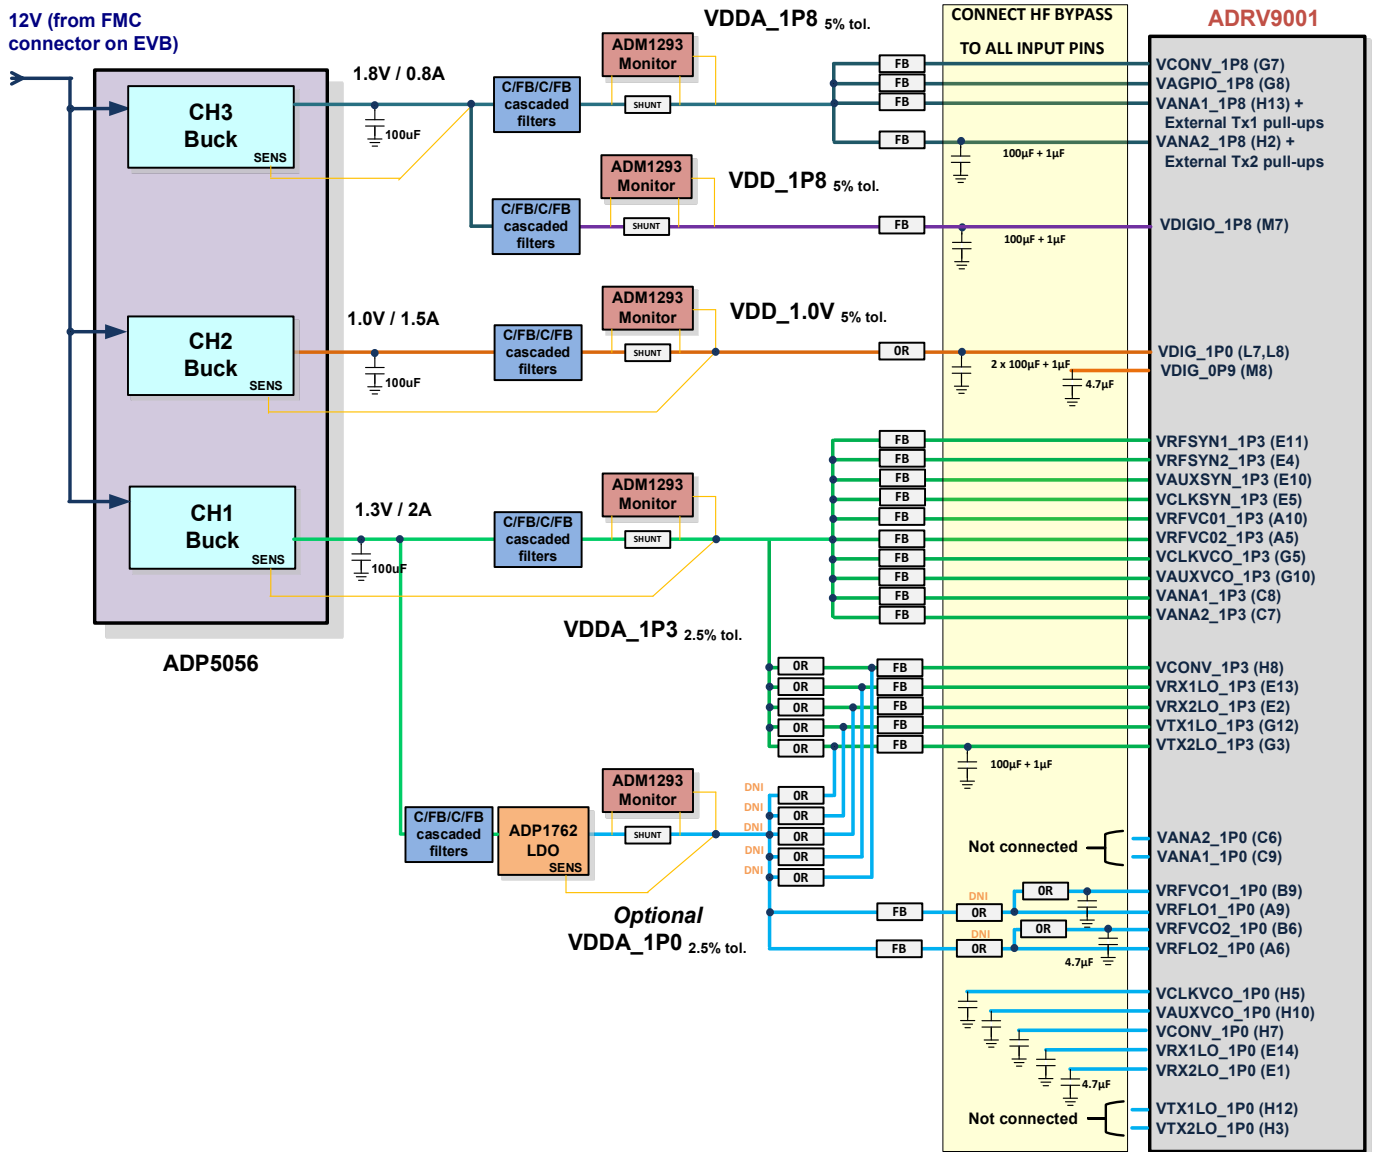 12V (from FMC
connector on EVB)
VDDA_1P8 5% tol.
CONNECT HF BYPASS
TO ALL INPUT PINS
ADRV9001
1.8V / 0.8A
CH3
Buck
SENS
100uF
C/FB/C/FB
cascaded
filters
ADM1293
Monitor
SHUNT
FB
FB
FB
FB
100µF + 1µF
VCONV_1P8 (G7)
VAGPIO_1P8 (G8)
VANA1_1P8 (H13) +
External Tx1 pull-ups
VANA2_1P8 (H2) +
External Tx2 pull-ups
C/FB/C/FB
cascaded
filters
ADM1293
Monitor
SHUNT
VDD_1P8 5% tol.
FB
100µF + 1µF
VDIGIO_1P8 (M7)
CH2
Buck
SENS
1.0V / 1.5A
100uF
C/FB/C/FB
cascaded
filters
ADM1293
Monitor
SHUNT
VDD_1.0V 5% tol.
0R
2 x 100µF + 1µF
4.7µF
VDIG_1P0 (L7,L8)
VDIG_0P9 (M8)
CH1
Buck
SENS
1.3V / 2A
100uF
C/FB/C/FB
cascaded
filters
ADM1293
Monitor
SHUNT
VDDA_1P3 2.5% tol.
ADP5056
FB
FB
FB
FB
FB
FB
FB
FB
FB
FB
VRFSYN1_1P3 (E11)
VRFSYN2_1P3 (E4)
VAUXSYN_1P3 (E10)
VCLKSYN_1P3 (E5)
VRFVC01_1P3 (A10)
VRFVC02_1P3 (A5)
VCLKVCO_1P3 (G5)
VAUXVCO_1P3 (G10)
VANA1_1P3 (C8)
VANA2_1P3 (C7)
0R FB
0R FB
0R FB
0R FB
0R FB
100µF + 1µF
VCONV_1P3 (H8)
VRX1LO_1P3 (E13)
VRX2LO_1P3 (E2)
VTX1LO_1P3 (G12)
VTX2LO_1P3 (G3)
C/FB/C/FB
cascaded
filters
ADP1762
LDO
SENS
ADM1293
Monitor
SHUNT
DNI 0R
DNI 0R
DNI 0R
DNI 0R
DNI 0R
Optional
VDDA_1P0 2.5% tol.
Not connected
VANA2_1P0 (C6)
VANA1_1P0 (C9)
FB
DNI
0R
0R
FB
DNI
0R
0R
4.7µF
VRFVCO1_1P0 (B9)
VRFLO1_1P0 (A9)
VRFVCO2_1P0 (B6)
VRFLO2_1P0 (A6)
4.7µF
VCLKVCO_1P0 (H5)
VAUXVCO_1P0 (H10)
VCONV_1P0 (H7)
VRX1LO_1P0 (E14)
VRX2LO_1P0 (E1)
Not connected
VTX1LO_1P0 (H12)
VTX2LO_1P0 (H3)